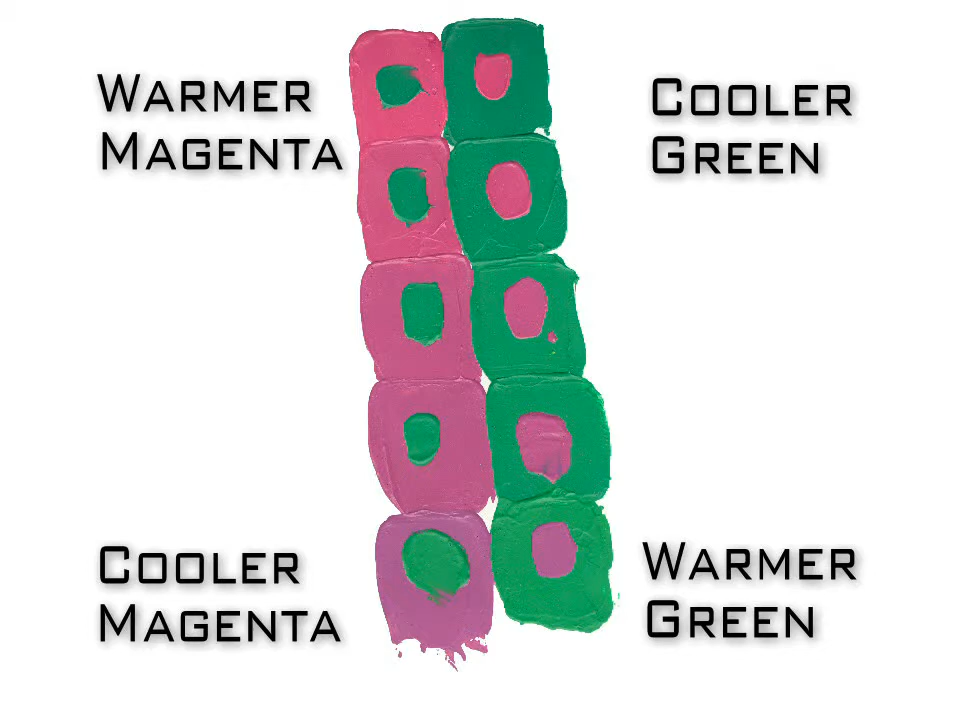 WARMER
MAGENTA
COOLER
GREEN
COOLER
MAGENTA
WARMER
GREEN